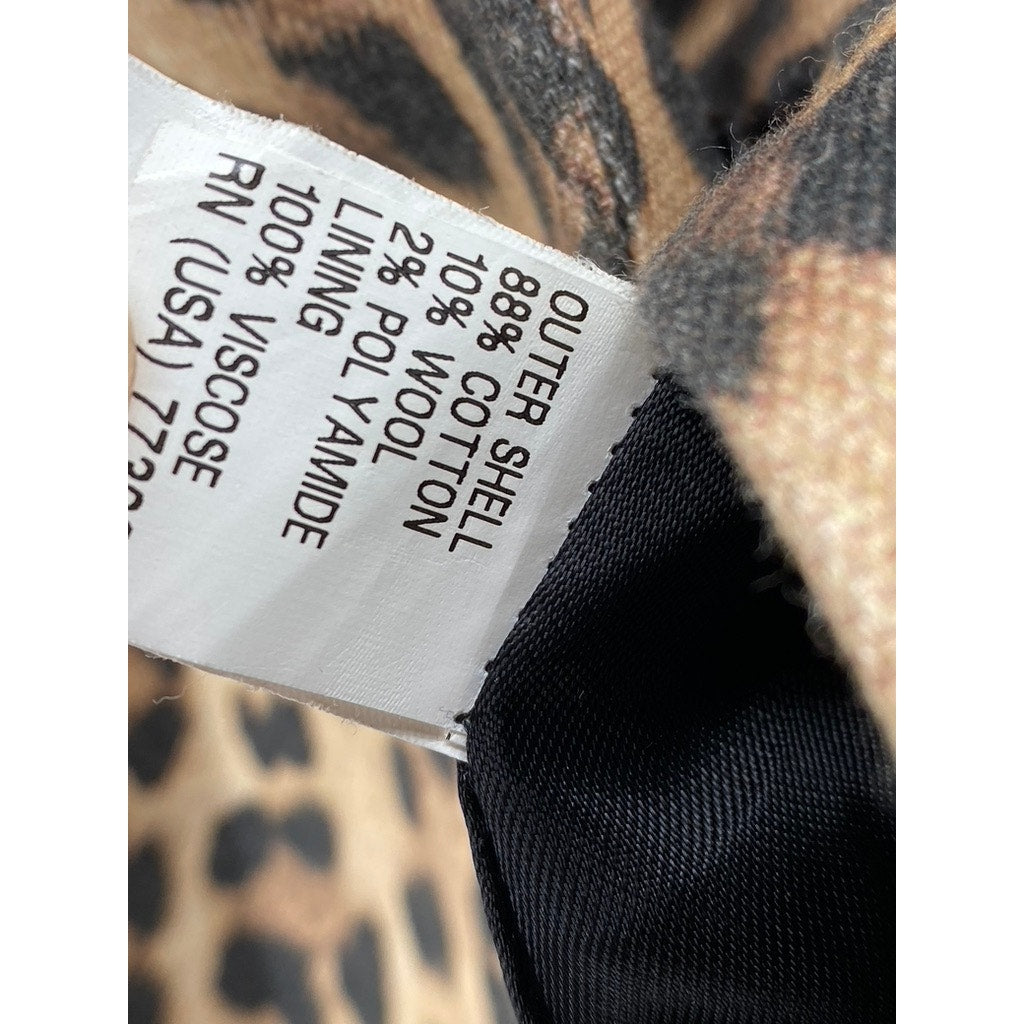 OUTER SHELL
88% COTTON
10% WOOL
2% POLYAMIDE
LINING
100% VISCOSE
RN (USA)